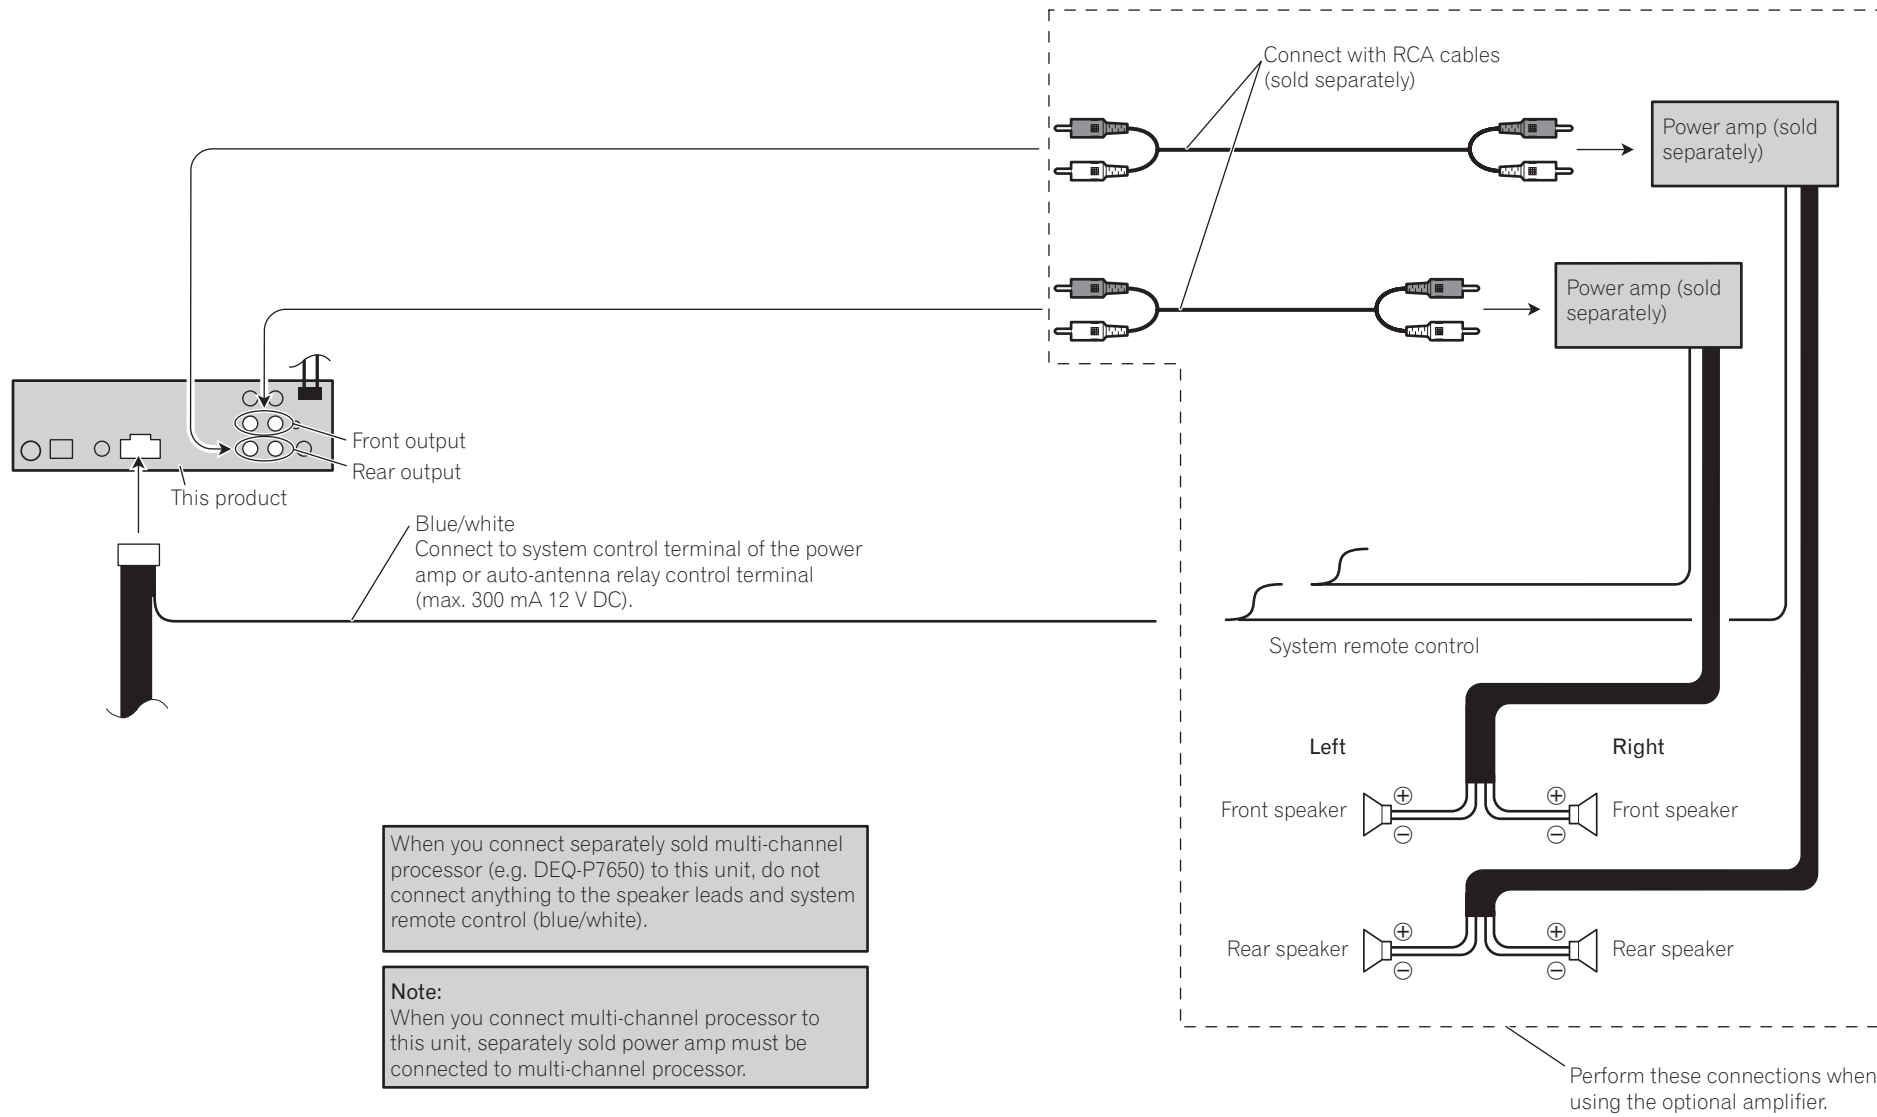 Connect with RCA cables
(sold separately)
Power amp (sold
separately)
Power amp (sold
separately)
Front output
Rear output
This product
Blue/white
Connect to system control terminal of the power
amp or auto-antenna relay control terminal
(max. 300 mA 12 V DC).
System remote control
Left
Right
Front speaker
+
−
+
−
Front speaker
Rear speaker
+
−
+
−
Rear speaker
When you connect separately sold multi-channel
processor (e.g. DEQ-P7650) to this unit, do not
connect anything to the speaker leads and system
remote control (blue/white).
Note:
When you connect multi-channel processor to
this unit, separately sold power amp must be
connected to multi-channel processor.
Perform these connections when
using the optional amplifier.